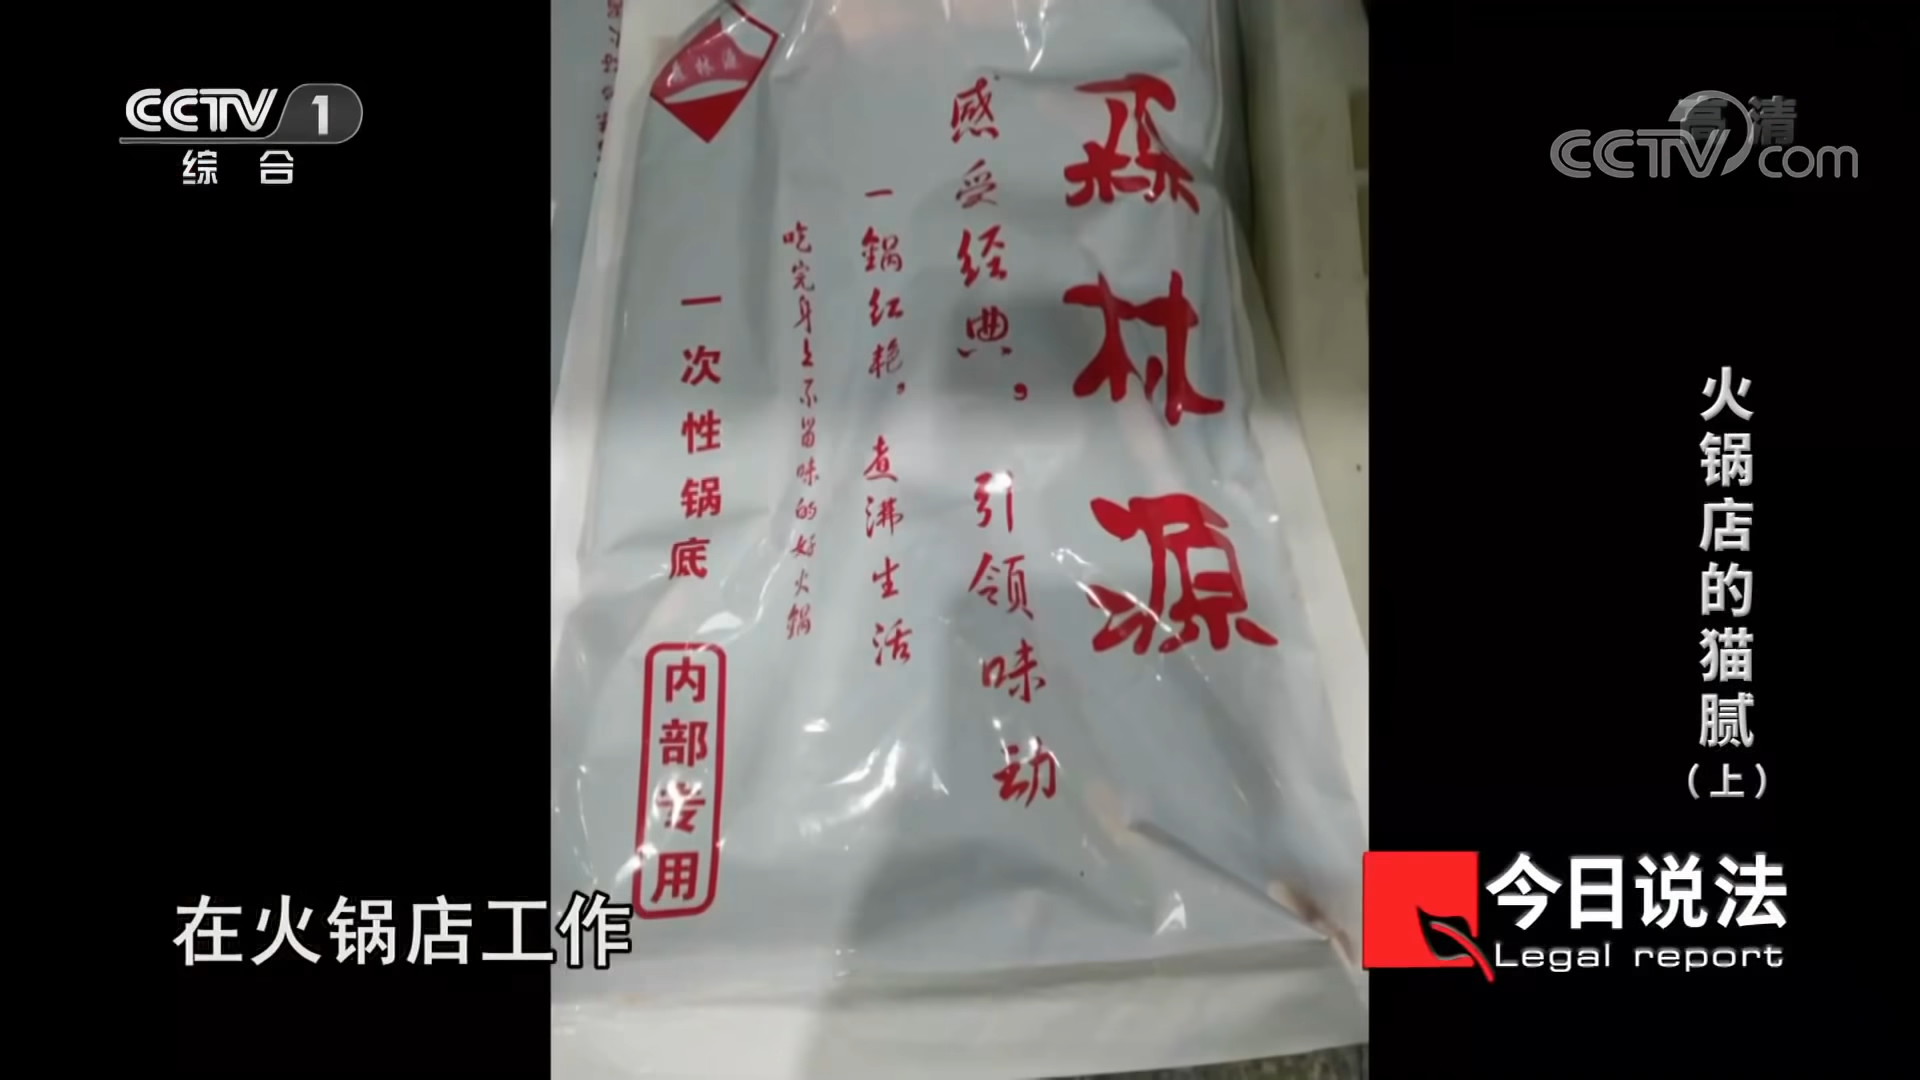 CCTV 1
综合
高清
CCTV com
森林源
感受经典，引领味动
一锅红艳，煮沸生活
吃完身上不留味的好火锅
一次性锅底
内部专用
火锅店的猫腻
（上）
在火锅店工作
今日说法
Legal report